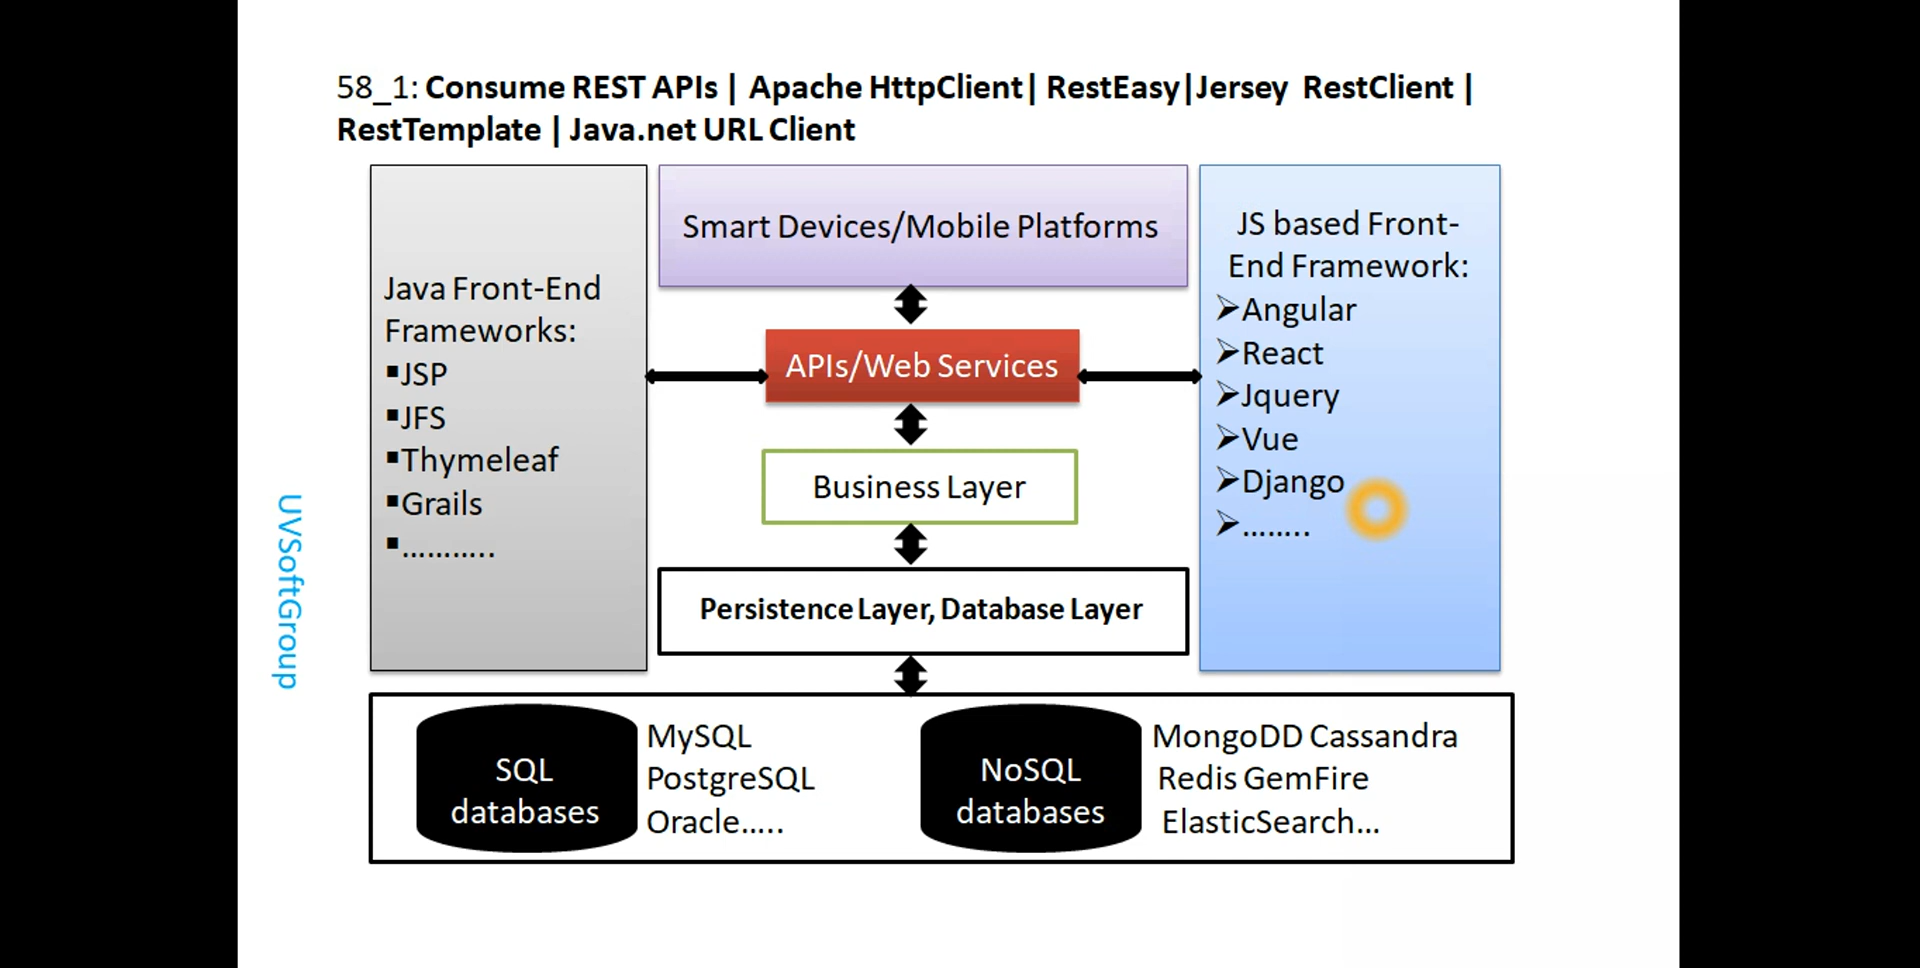 58_1: Consume REST APIs | Apache HttpClient| RestEasy|Jersey RestClient |
RestTemplate | Java.net URL Client
Java Front-End
Frameworks:
▪JSP
▪JFS
▪Thymeleaf
▪Grails
▪………..
Smart Devices/Mobile Platforms
APIs/Web Services
Business Layer
Persistence Layer, Database Layer
JS based Front-
End Framework:
➢Angular
➢React
➢Jquery
➢Vue
➢Django
➢……..
UVSoftGroup
SQL
databases
MySQL
PostgreSQL
Oracle…..
NoSQL
databases
MongoDD Cassandra
Redis GemFire
ElasticSearch…